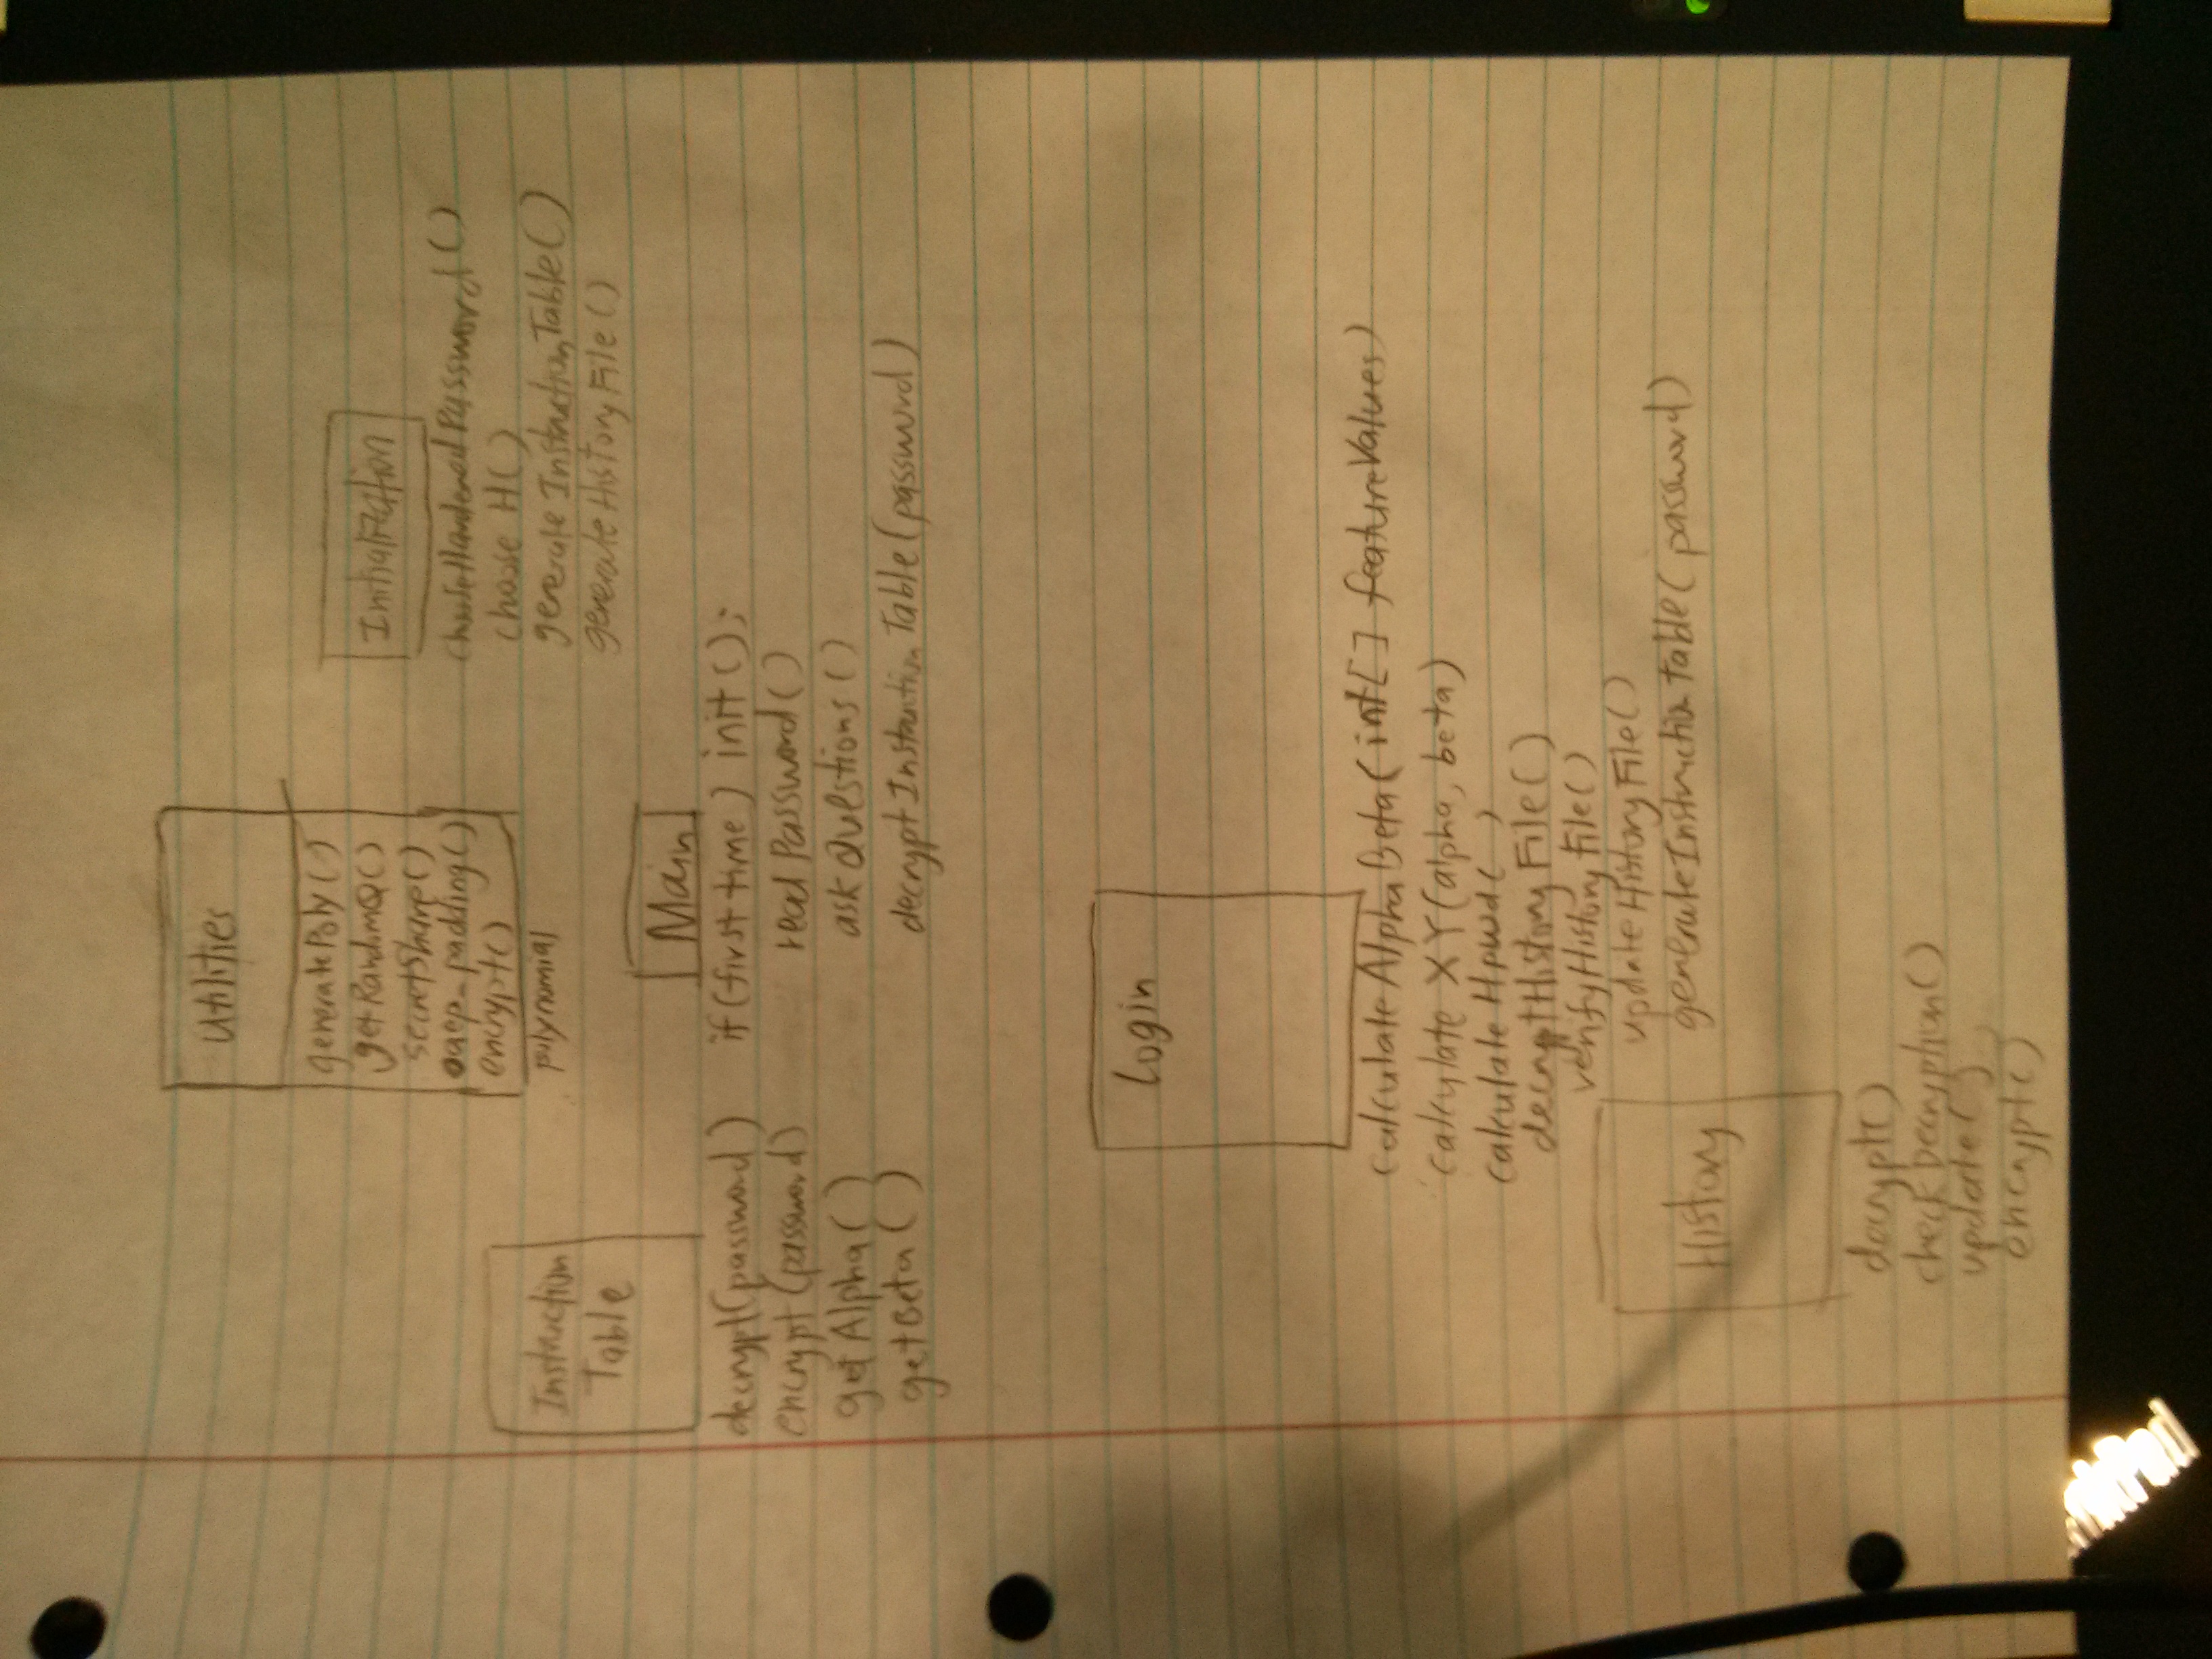 Utilities
generatePoly()
getRandomQ()
secretShare()
oaep_padding()
encrypt()
polynomial
Initialization
chooseHardenedPassword()
choose H()
generate InstructionTable()
generateHistoryFile()
Instruction
Table
decrypt(password)
encrypt(password)
getAlpha()
getBeta()
Main
if(first time) init();
read Password()
ask Questions()
decrypt Instruction Table(password)
Login
calculateAlphaBeta(int[] featureValues)
calculate XY(alpha, beta)
calculateHpwd( )
decryptHistoryFile()
verifyHistoryFile()
updateHistoryFile()
generateInstructionTable(password)
History
decrypt()
checkDecryption()
update()
encrypt()